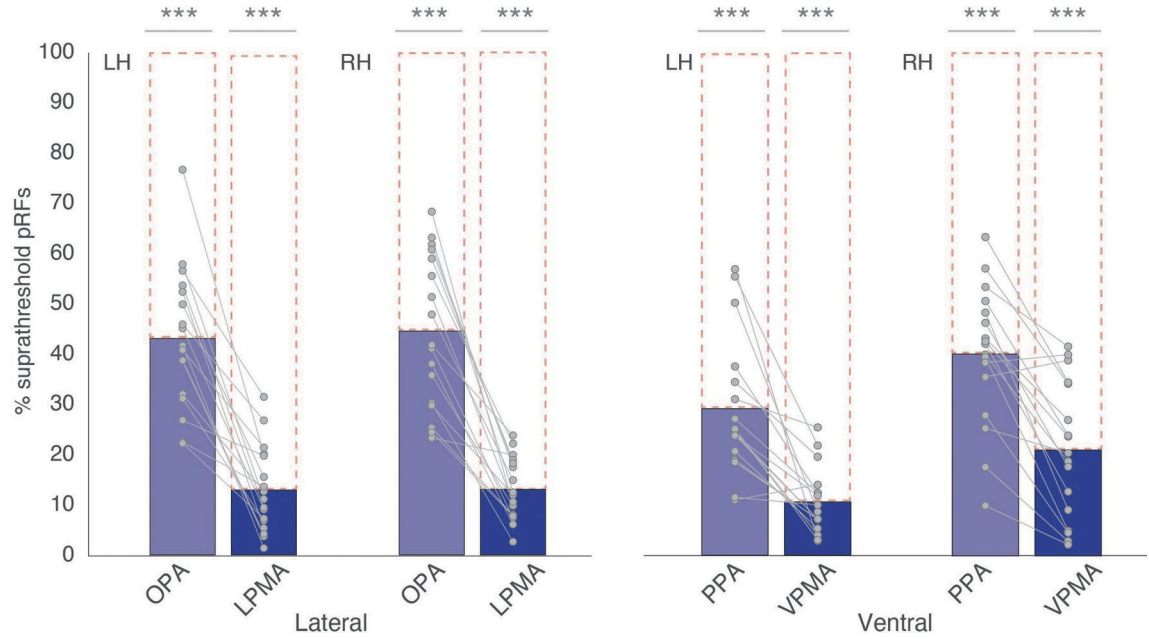 *** *** *** *** *** *** *** ***
% suprathreshold pRFs
100
90
80
70
60
50
40
30
20
10
0
LH
RH
LH
RH
OPA
LPMA
OPA
LPMA
PPA
VPMA
PPA
VPMA
Lateral
Ventral